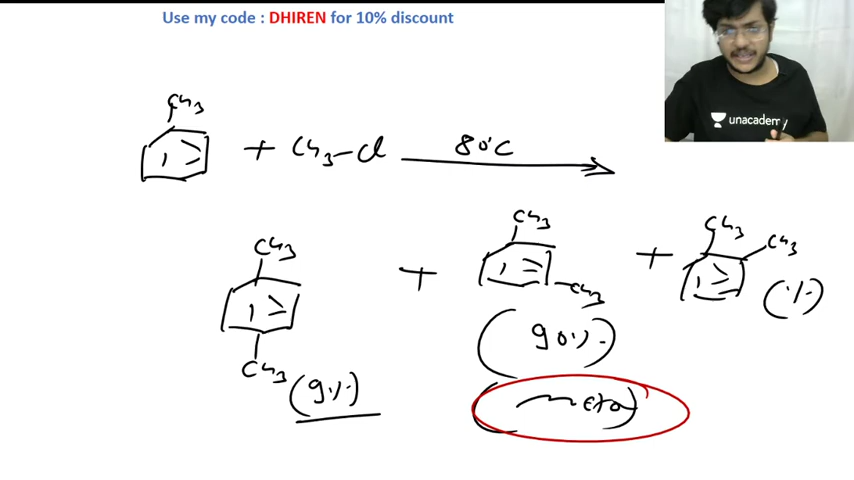 Use my code : DHIREN for 10% discount
unacademy
CH3
+ CH3-Cl 80°C
CH3 + CH3 + CH3 CH3
CH3
CH3 (9%)
(90%)
(meta)